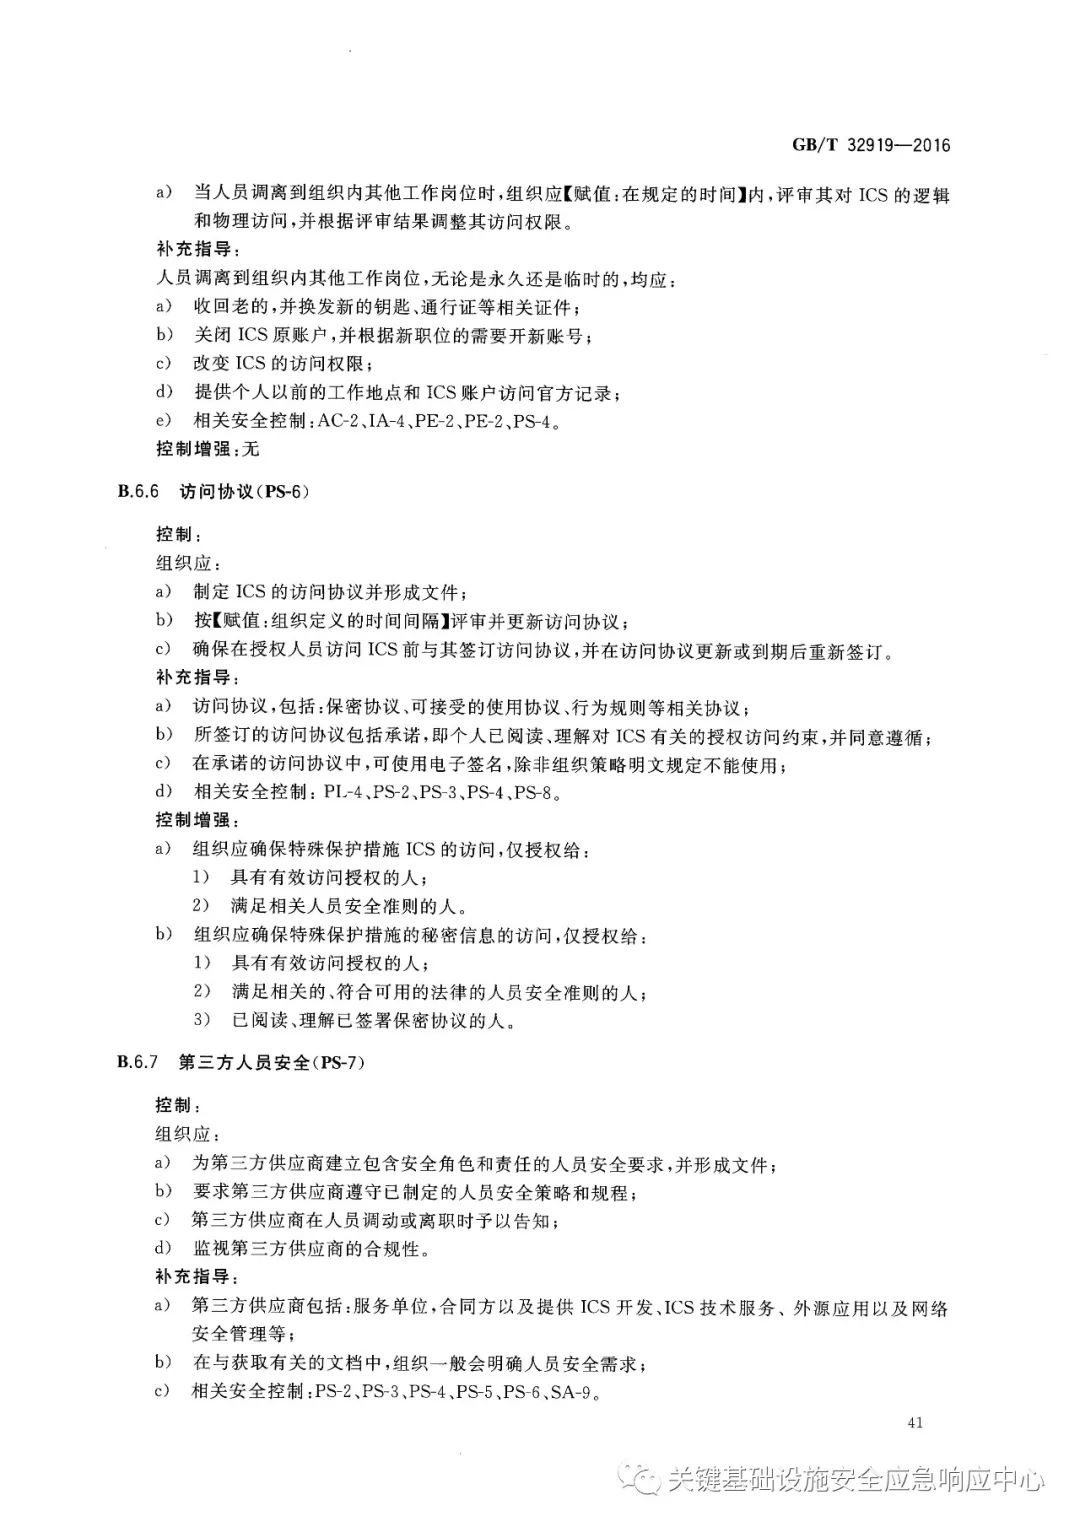 GB/T 32919—2016
a) 当人员调离到组织内其他工作岗位时,组织应【赋值:在规定的时间】内,评审其对 ICS 的逻辑
和物理访问,并根据评审结果调整其访问权限。
补充指导:
人员调离到组织内其他工作岗位,无论是永久还是临时的,均应:
a) 收回老的,并换发新的钥匙、通行证等相关证件;
b) 关闭 ICS 原账户,并根据新职位的需要开新账号;
c) 改变 ICS 的访问权限;
d) 提供个人以前的工作地点和 ICS 账户访问官方记录;
e) 相关安全控制:AC-2、IA-4、PE-2、PE-2、PS-4。
控制增强:无
B.6.6 访问协议(PS-6)
控制:
组织应:
a) 制定 ICS 的访问协议并形成文件;
b) 按【赋值:组织定义的时间间隔】评审并更新访问协议;
c) 确保在授权人员访问 ICS 前与其签订访问协议,并在访问协议更新或到期后重新签订。
补充指导:
a) 访问协议,包括:保密协议、可接受的使用协议、行为规则等相关协议;
b) 所签订的访问协议包括承诺,即个人已阅读、理解对 ICS 有关的授权访问约束,并同意遵循;
c) 在承诺的访问协议中,可使用电子签名,除非组织策略明文规定不能使用;
d) 相关安全控制: PL-4、PS-2、PS-3、PS-4、PS-8。
控制增强:
a) 组织应确保特殊保护措施 ICS 的访问,仅授权给:
1) 具有有效访问授权的人;
2) 满足相关人员安全准则的人。
b) 组织应确保特殊保护措施的秘密信息的访问,仅授权给:
1) 具有有效访问授权的人;
2) 满足相关的、符合可用的法律的人员安全准则的人;
3) 已阅读、理解已签署保密协议的人。
B.6.7 第三方人员安全(PS-7)
控制:
组织应:
a) 为第三方供应商建立包含安全角色和责任的人员安全要求,并形成文件;
b) 要求第三方供应商遵守已制定的人员安全策略和规程;
c) 第三方供应商在人员调动或离职时予以告知;
d) 监视第三方供应商的合规性。
补充指导:
a) 第三方供应商包括:服务单位,合同方以及提供 ICS 开发、ICS 技术服务、外源应用以及网络
安全管理等;
b) 在与获取有关的文档中,组织一般会明确人员安全需求;
c) 相关安全控制:PS-2、PS-3、PS-4、PS-5、PS-6、SA-9。
41
关键基础设施安全应急响应中心